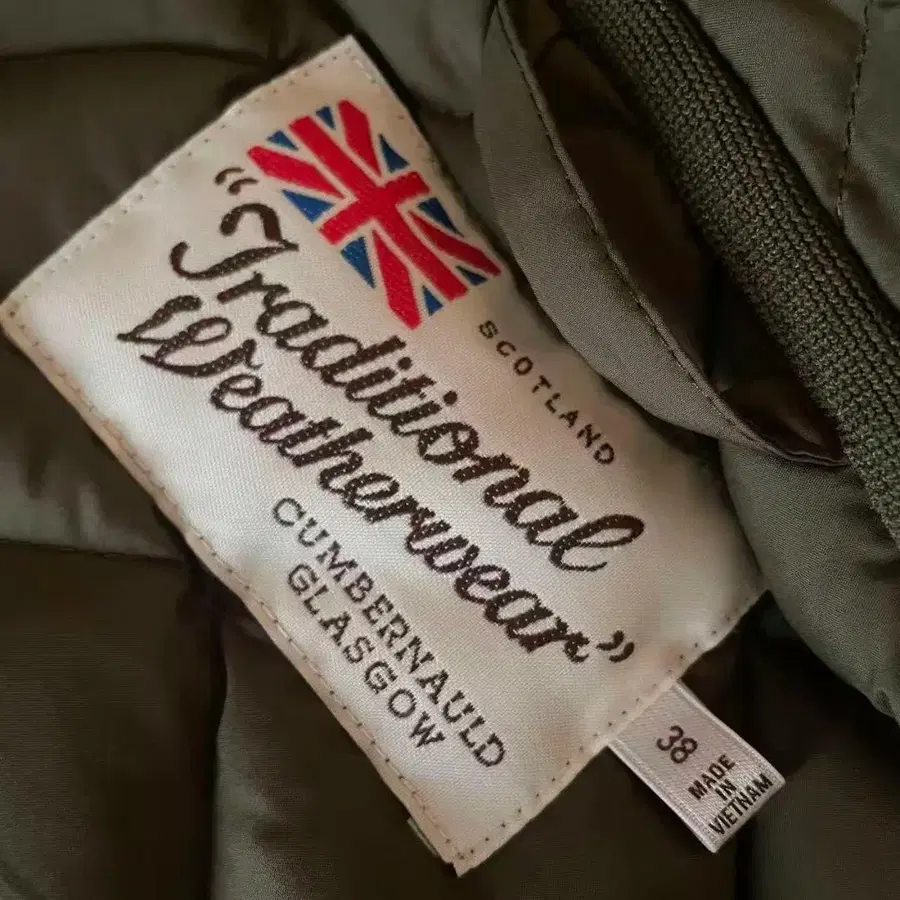 SCOTLAND
“Traditional
Weatherwear”
CUMBERNAULD
GLASGOW
38
MADE
IN
VIETNAM